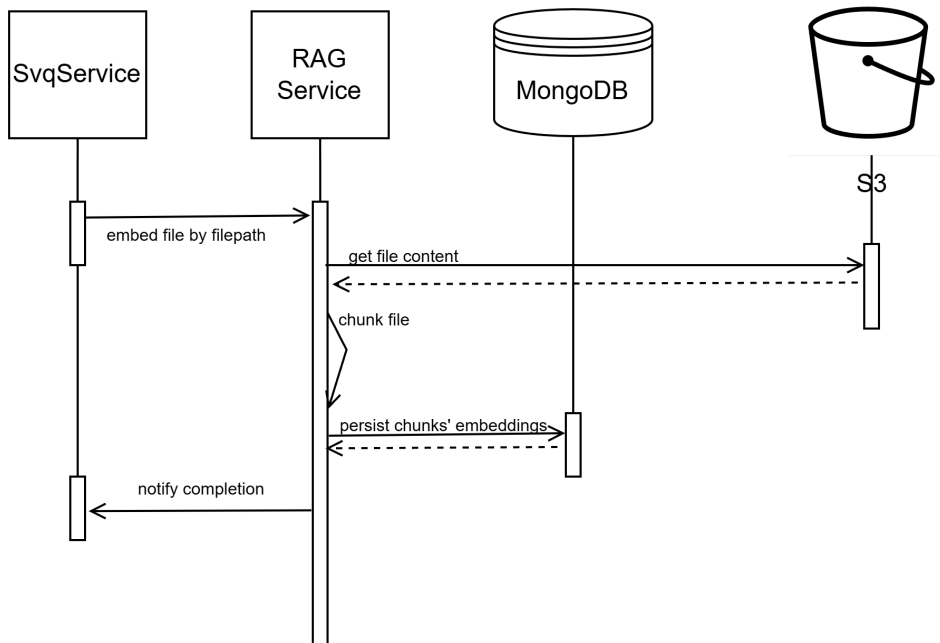 SvqService
RAG
Service
MongoDB
S3
embed file by filepath
get file content
chunk file
persist chunks' embeddings
notify completion